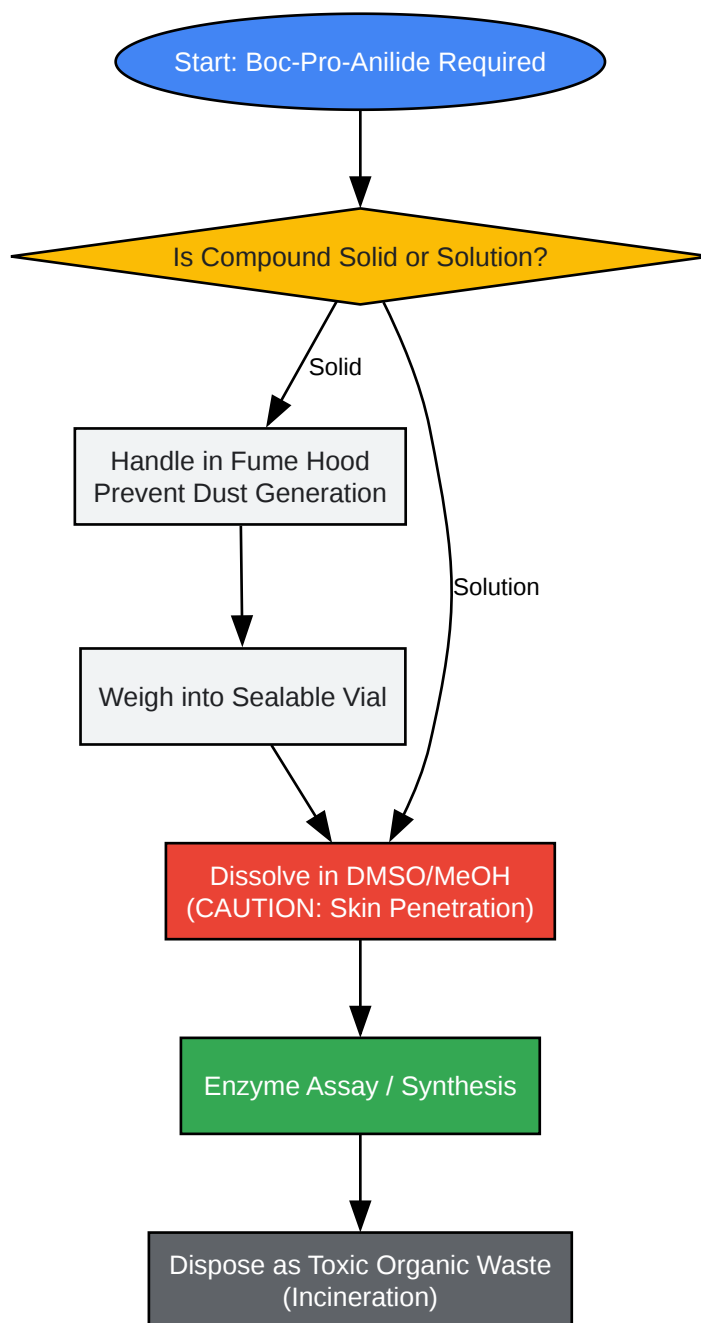 Start: Boc-Pro-Anilide Required
Is Compound Solid or Solution?
Solid
Handle in Fume Hood
Prevent Dust Generation
Solution
Weigh into Sealable Vial
Dissolve in DMSO/MeOH
(CAUTION: Skin Penetration)
Enzyme Assay / Synthesis
Dispose as Toxic Organic Waste
(Incineration)